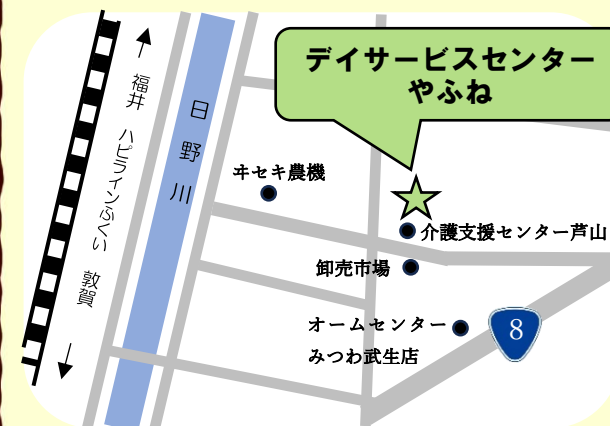 デイサービスセンター
やふね
福井
ハピラインふくい
敦賀
日野川
ヰセキ農機
介護支援センター芦山
卸売市場
オームセンター
みつわ武生店
8